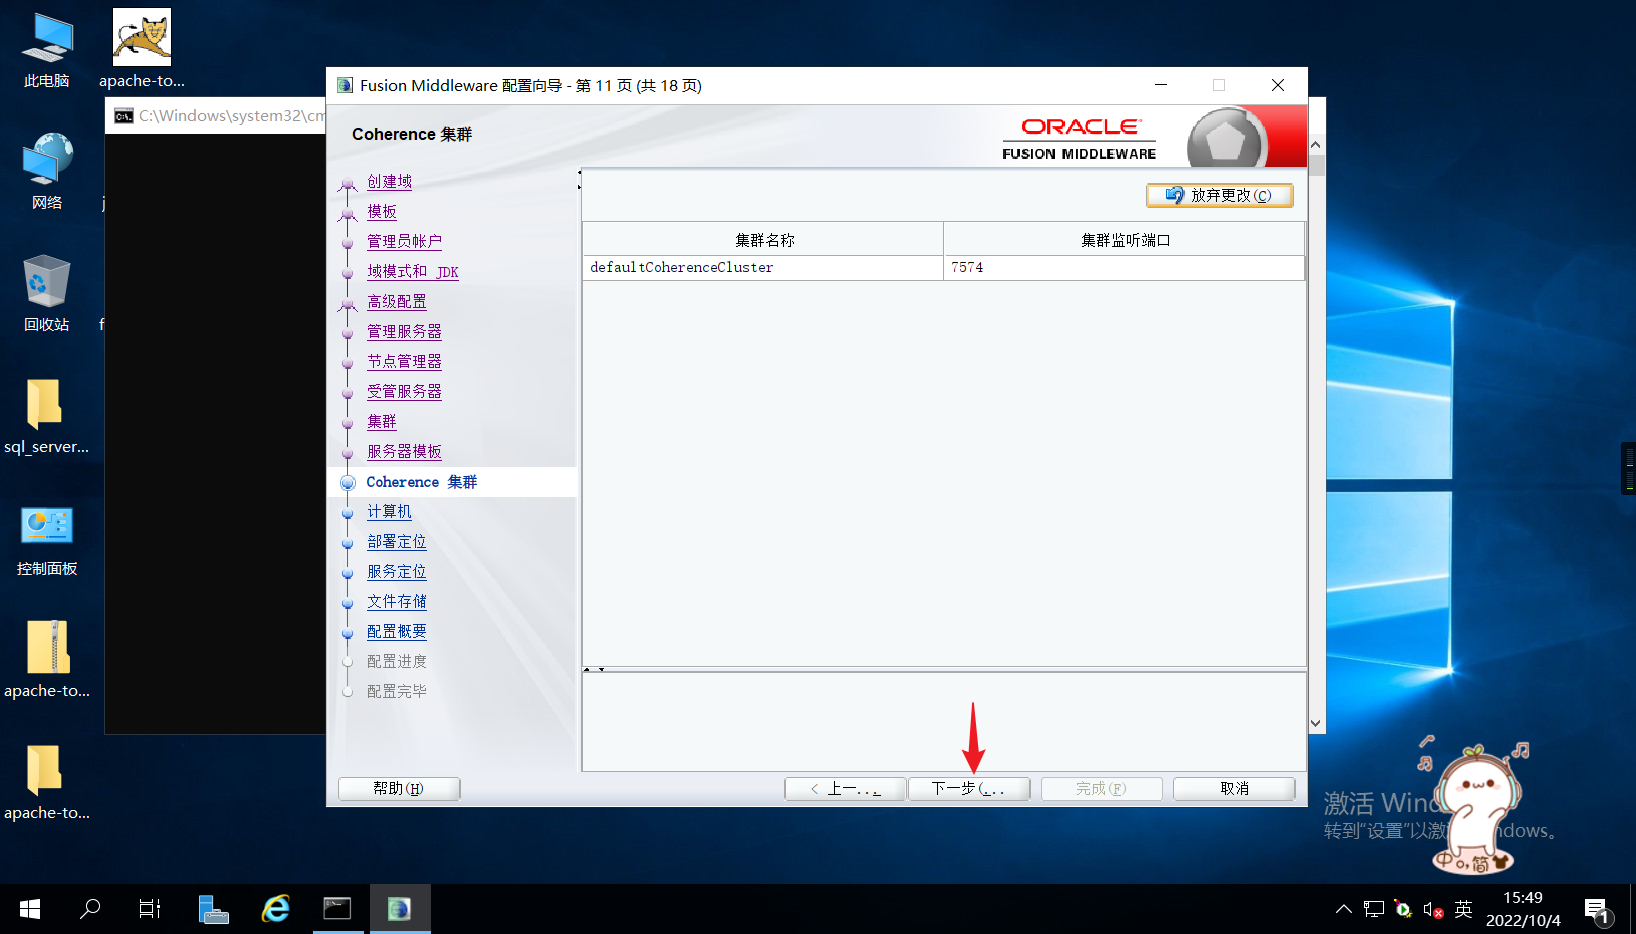 此电脑
apache-to...
网络
j
回收站
f
sql_server...
控制面板
apache-to...
apache-to...
C:\Windows\system32\cm
Fusion Middleware 配置向导 - 第 11 页 (共 18 页)
Coherence 集群
ORACLE
FUSION MIDDLEWARE
创建域
模板
管理员帐户
域模式和 JDK
高级配置
管理服务器
节点管理器
受管服务器
集群
服务器模板
Coherence 集群
计算机
部署定位
服务定位
文件存储
配置概要
配置进度
配置完毕
放弃更改(C)
集群名称 集群监听端口
defaultCoherenceCluster 7574
帮助(H)
< 上一...
下一步(...
完成(F)
取消
激活 Wind
转到"设置"以激 ndows。
中 简
英
15:49
2022/10/4
1